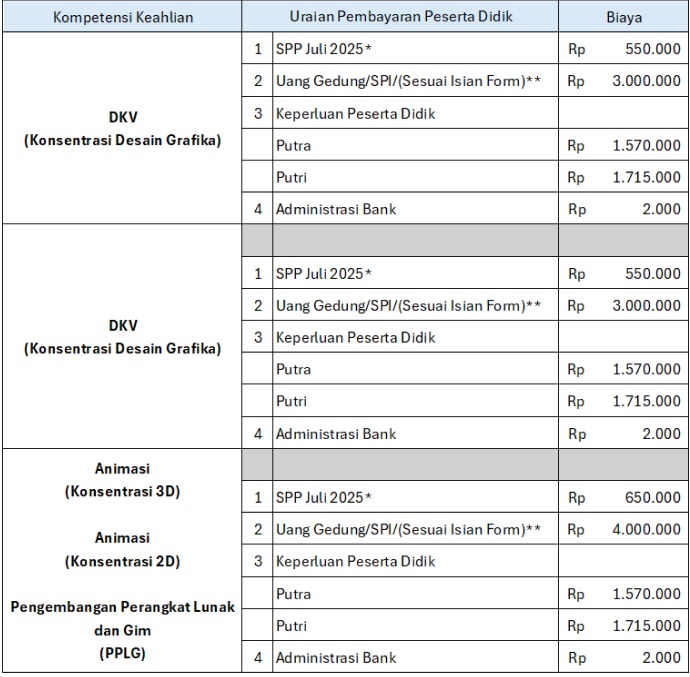 Kompetensi Keahlian Uraian Pembayaran Peserta Didik Biaya
DKV
(Konsentrasi Desain Grafika)
1 SPP Juli 2025* Rp 550.000
2 Uang Gedung/SPI/(Sesuai Isian Form)** Rp 3.000.000
3 Keperluan Peserta Didik
Putra Rp 1.570.000
Putri Rp 1.715.000
4 Administrasi Bank Rp 2.000
DKV
(Konsentrasi Desain Grafika)
1 SPP Juli 2025* Rp 550.000
2 Uang Gedung/SPI/(Sesuai Isian Form)** Rp 3.000.000
3 Keperluan Peserta Didik
Putra Rp 1.570.000
Putri Rp 1.715.000
4 Administrasi Bank Rp 2.000
Animasi
(Konsentrasi 3D)
Animasi
(Konsentrasi 2D)
Pengembangan Perangkat Lunak
dan Gim
(PPLG)
1 SPP Juli 2025* Rp 650.000
2 Uang Gedung/SPI/(Sesuai Isian Form)** Rp 4.000.000
3 Keperluan Peserta Didik
Putra Rp 1.570.000
Putri Rp 1.715.000
4 Administrasi Bank Rp 2.000